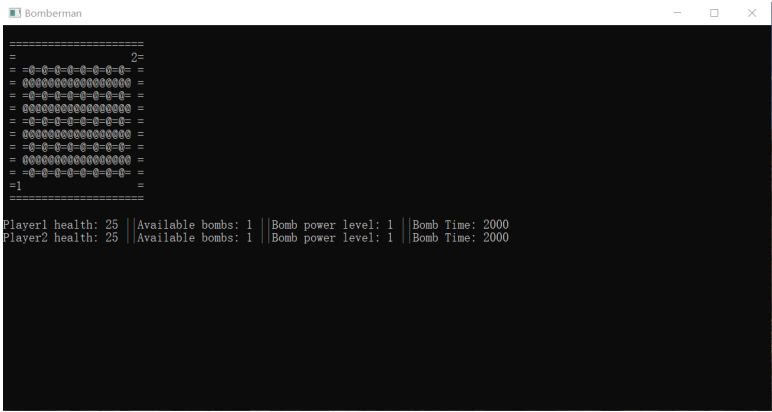 Bomberman
=====================
=                  2=
= =@=@=@=@=@=@=@=@= =
= @@@@@@@@@@@@@@@@@ =
= =@=@=@=@=@=@=@=@= =
= @@@@@@@@@@@@@@@@@ =
= =@=@=@=@=@=@=@=@= =
= @@@@@@@@@@@@@@@@@ =
= =@=@=@=@=@=@=@=@= =
= @@@@@@@@@@@@@@@@@ =
= =@=@=@=@=@=@=@=@= =
=1                  =
=====================
Player1 health: 25 ||Available bombs: 1 ||Bomb power level: 1 ||Bomb Time: 2000
Player2 health: 25 ||Available bombs: 1 ||Bomb power level: 1 ||Bomb Time: 2000